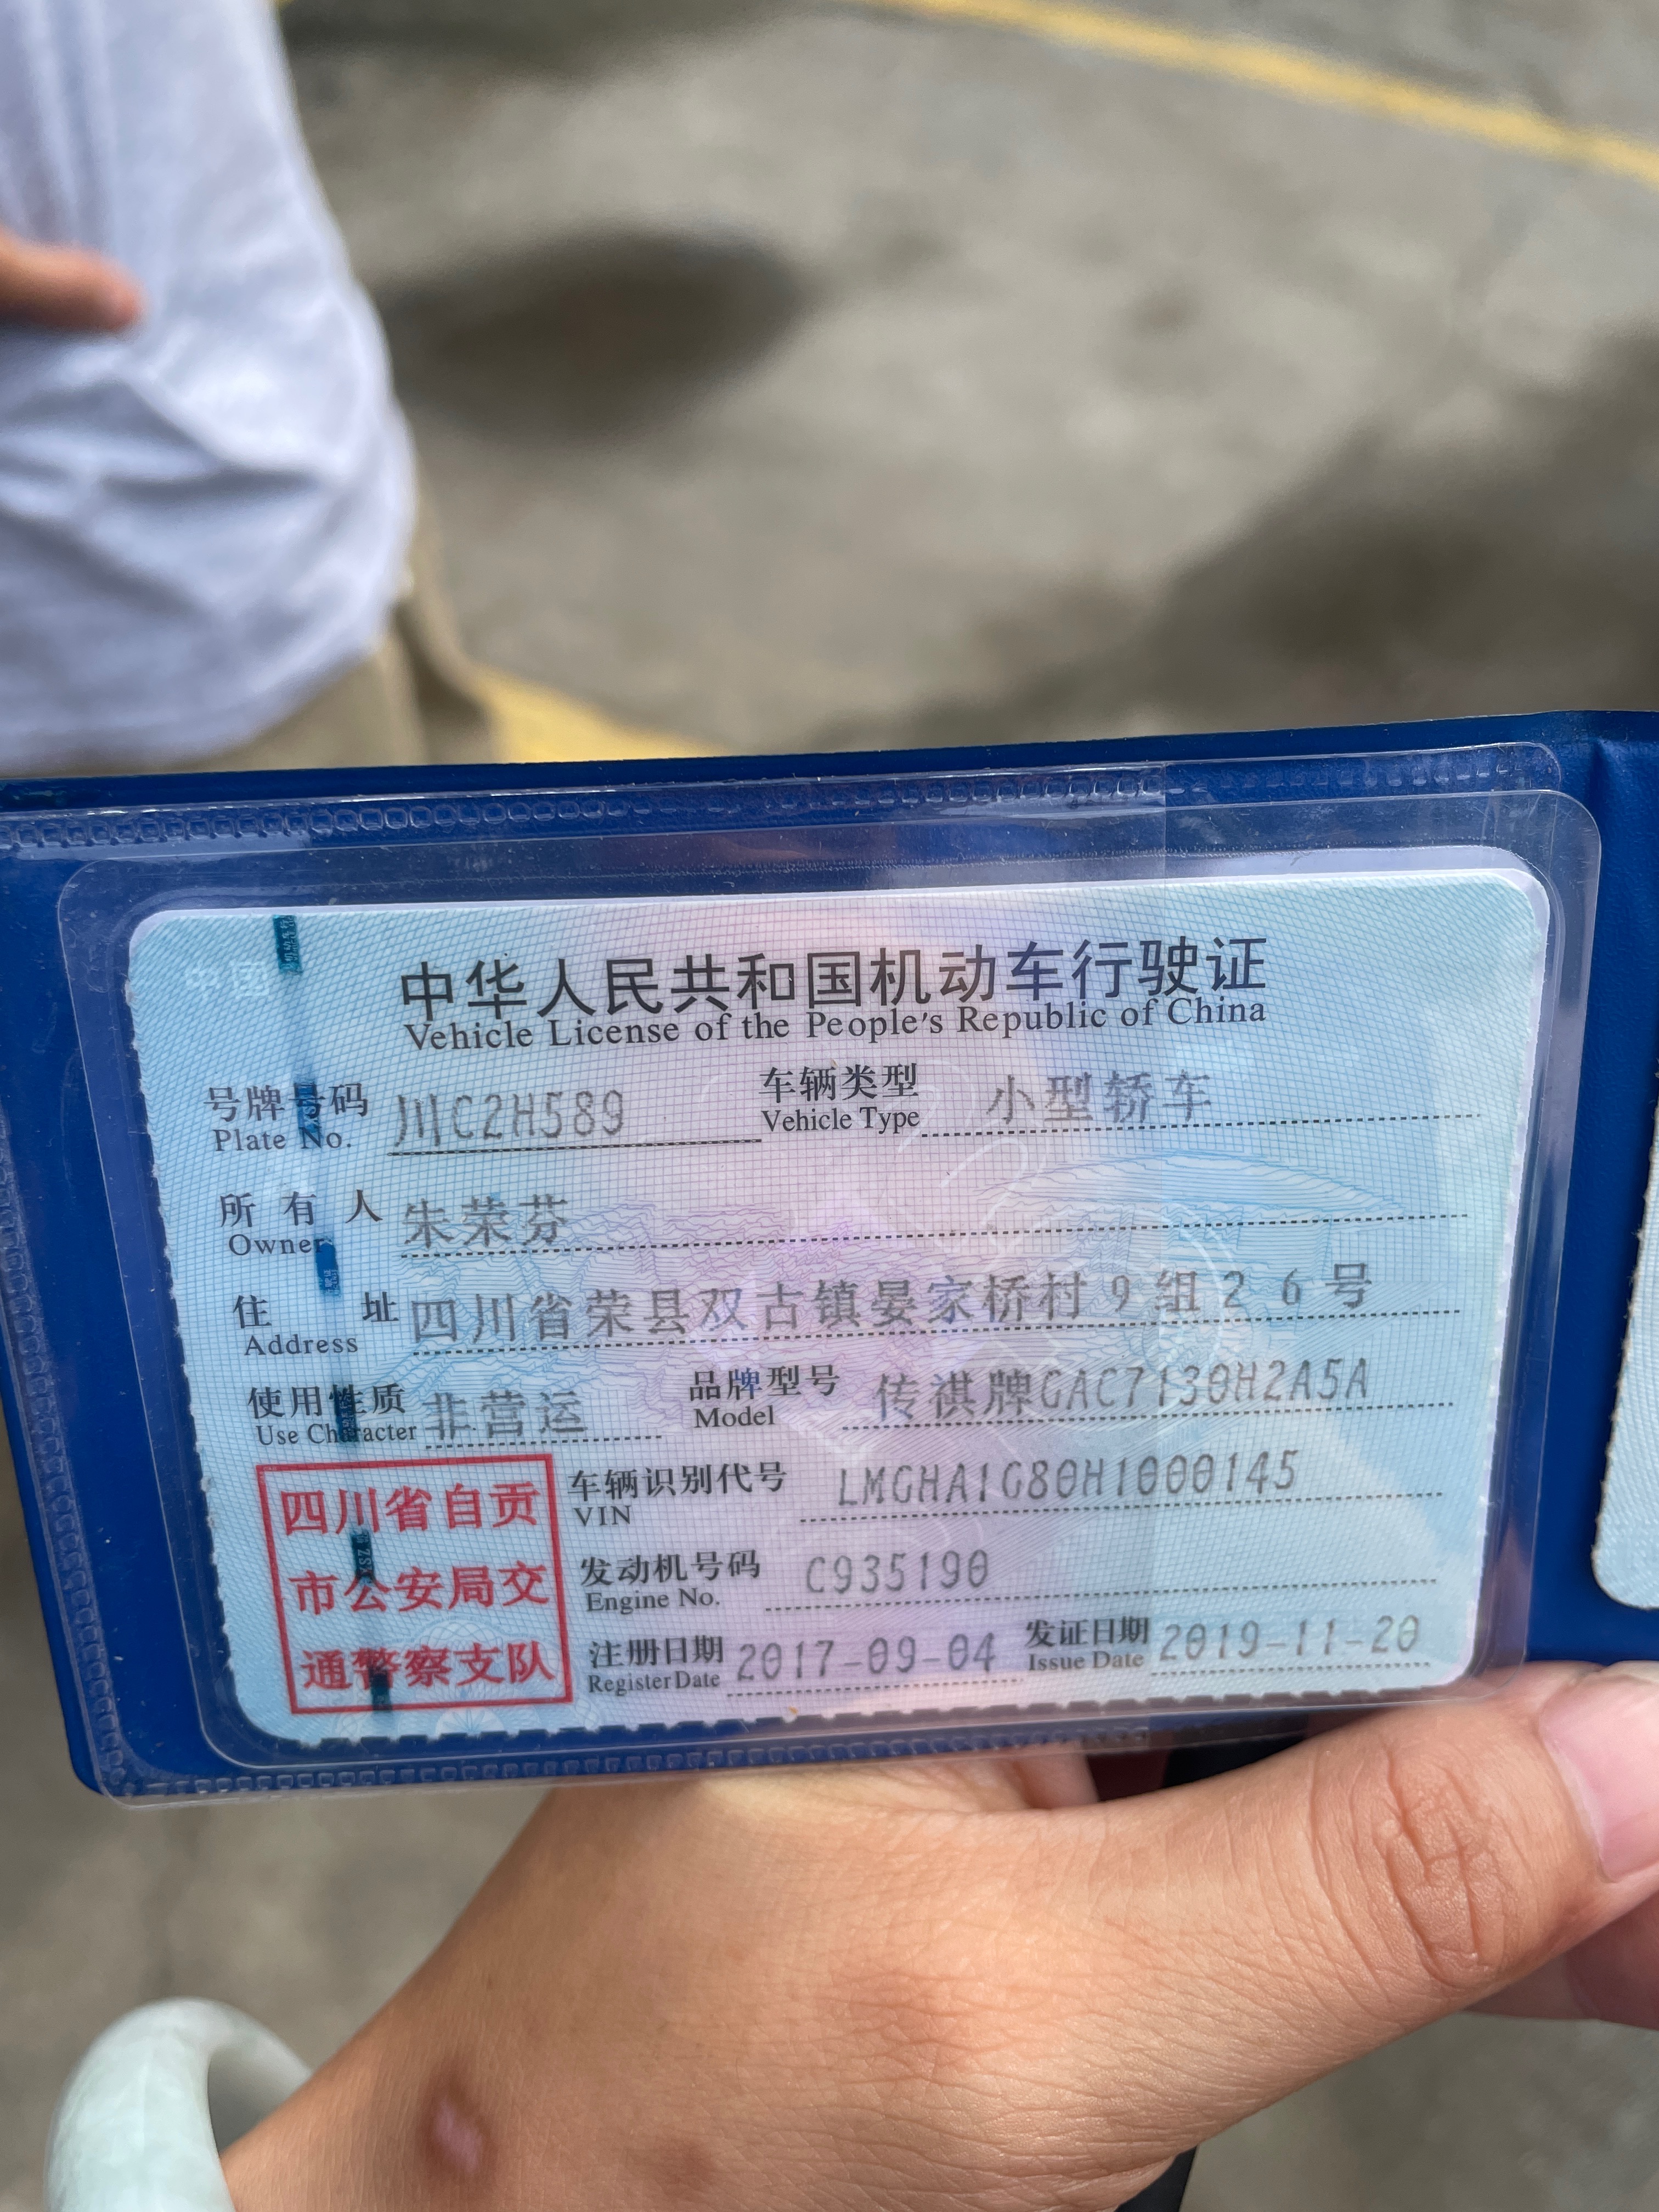 中华人民共和国机动车行驶证
Vehicle License of the People's Republic of China
号牌号码 川C2H589 车辆类型 小型轿车
Plate No. Vehicle Type
所有人 朱荣芬
Owner
住址 四川省荣县双古镇晏家桥村9组26号
Address
使用性质 非营运 品牌型号 传祺牌GAC7130H2A5A
Use Character Model
四川省自贡
市公安局交
通警察支队
车辆识别代号 LMGHA1G80H1000145
VIN
发动机号码 C935190
Engine No.
注册日期 2017-09-04 发证日期 2019-11-20
Register Date Issue Date